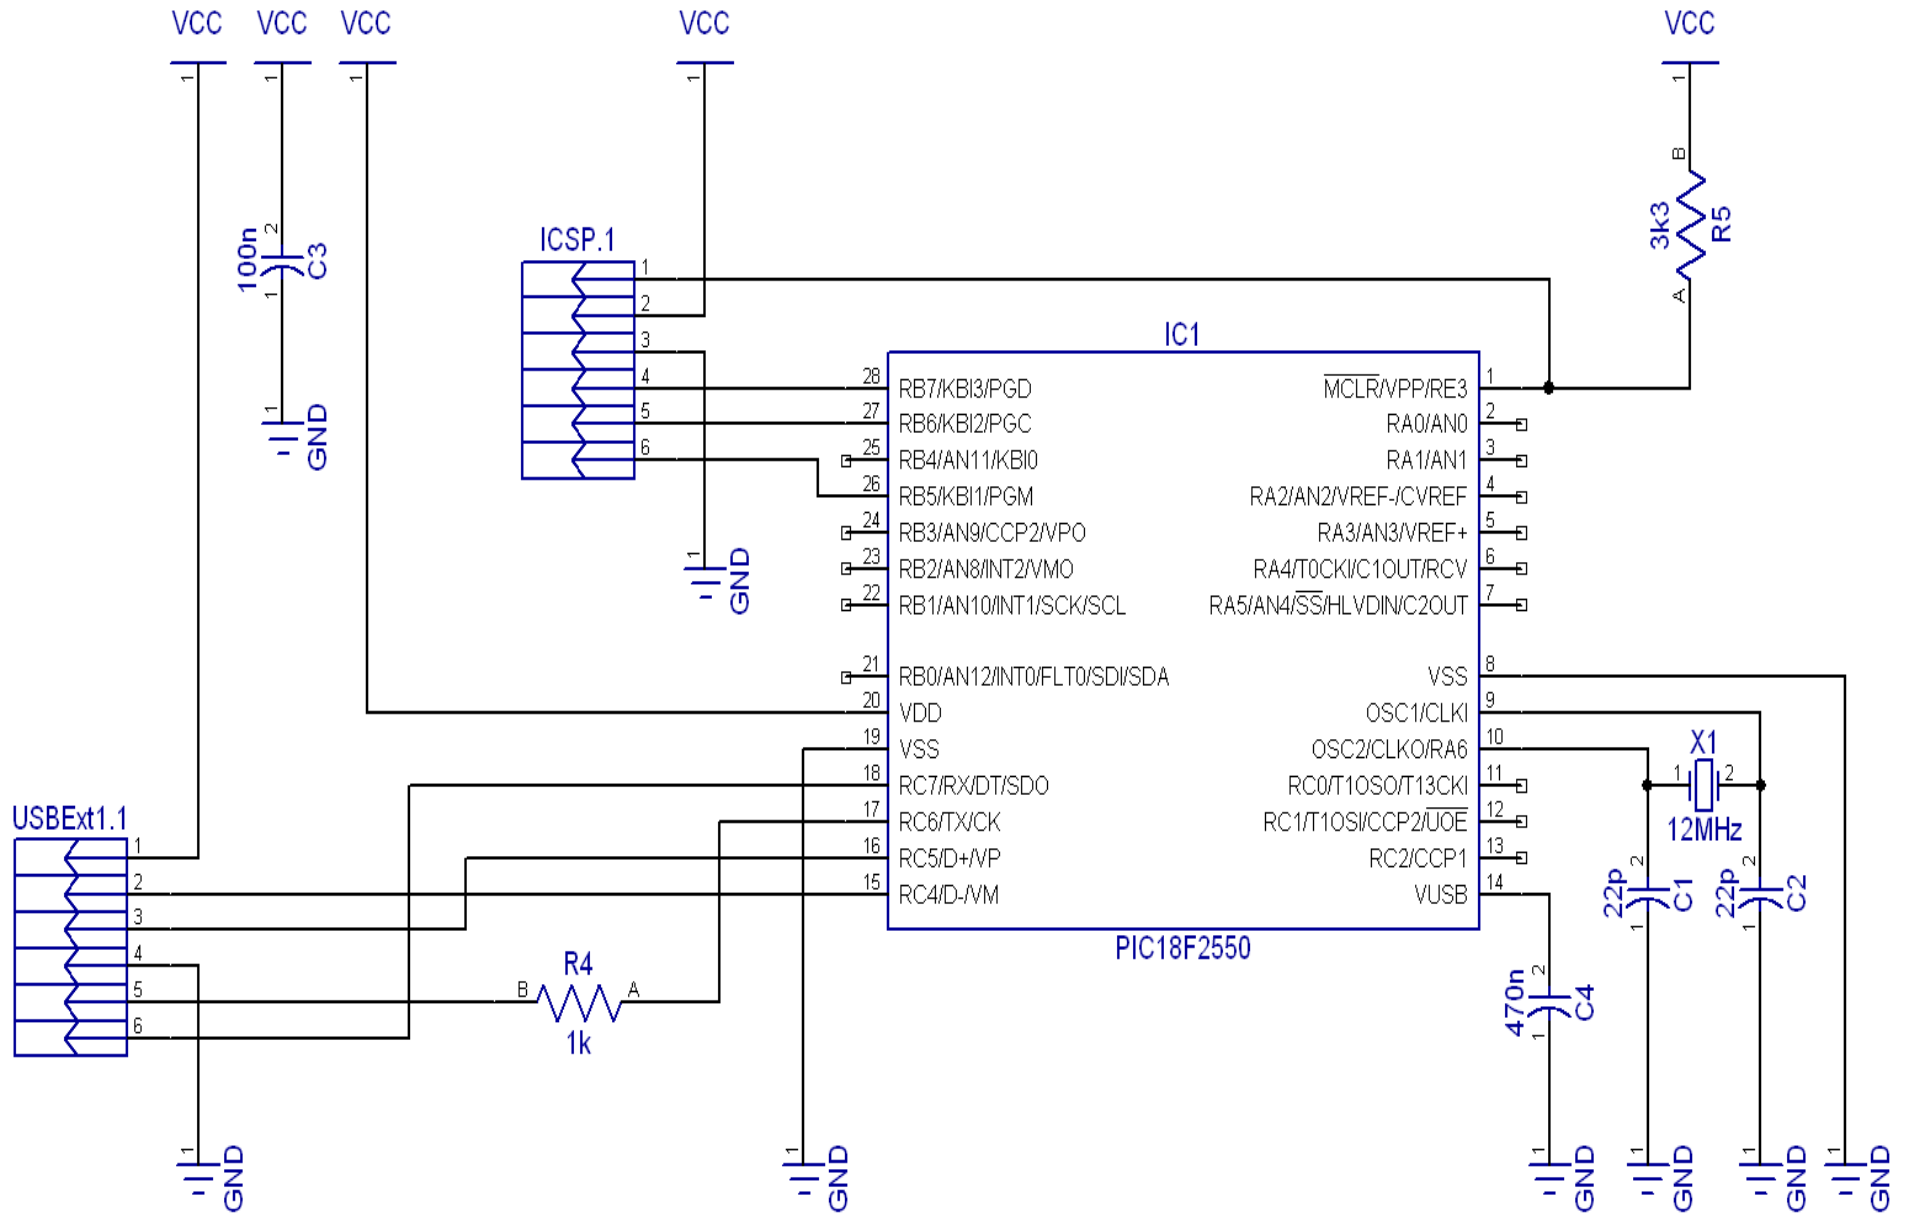 VCC VCC VCC VCC VCC
1 1 1 1 1
B
3k3 R5
A
100n 2 C3
1
1 GND
ICSP.1
1
2
3
4
5
6
1 GND
IC1
28 RB7/KBI3/PGD
27 RB6/KBI2/PGC
25 RB4/AN11/KBI0
26 RB5/KBI1/PGM
24 RB3/AN9/CCP2/VPO
23 RB2/AN8/INT2/VMO
22 RB1/AN10/INT1/SCK/SCL
21 RB0/AN12/INT0/FLT0/SDI/SDA
20 VDD
19 VSS
18 RC7/RX/DT/SDO
17 RC6/TX/CK
16 RC5/D+/VP
15 RC4/D-/VM
MCLR/VPP/RE3 1
RA0/AN0 2
RA1/AN1 3
RA2/AN2/VREF-/CVREF 4
RA3/AN3/VREF+ 5
RA4/T0CKI/C1OUT/RCV 6
RA5/AN4/SS/HLVDIN/C2OUT 7
VSS 8
OSC1/CLKI 9
OSC2/CLKO/RA6 10
RC0/T1OSO/T13CKI 11
RC1/T1OSI/CCP2/UOE 12
RC2/CCP1 13
VUSB 14
PIC18F2550
X1
1 2
12MHz
22p 2 C1
1
22p 2 C2
1
470n 2 C4
1
USBExt1.1
1
2
3
4
5
6
R4
B A
1k
1 GND
1 GND
1 GND
1 GND
1 GND
1 GND